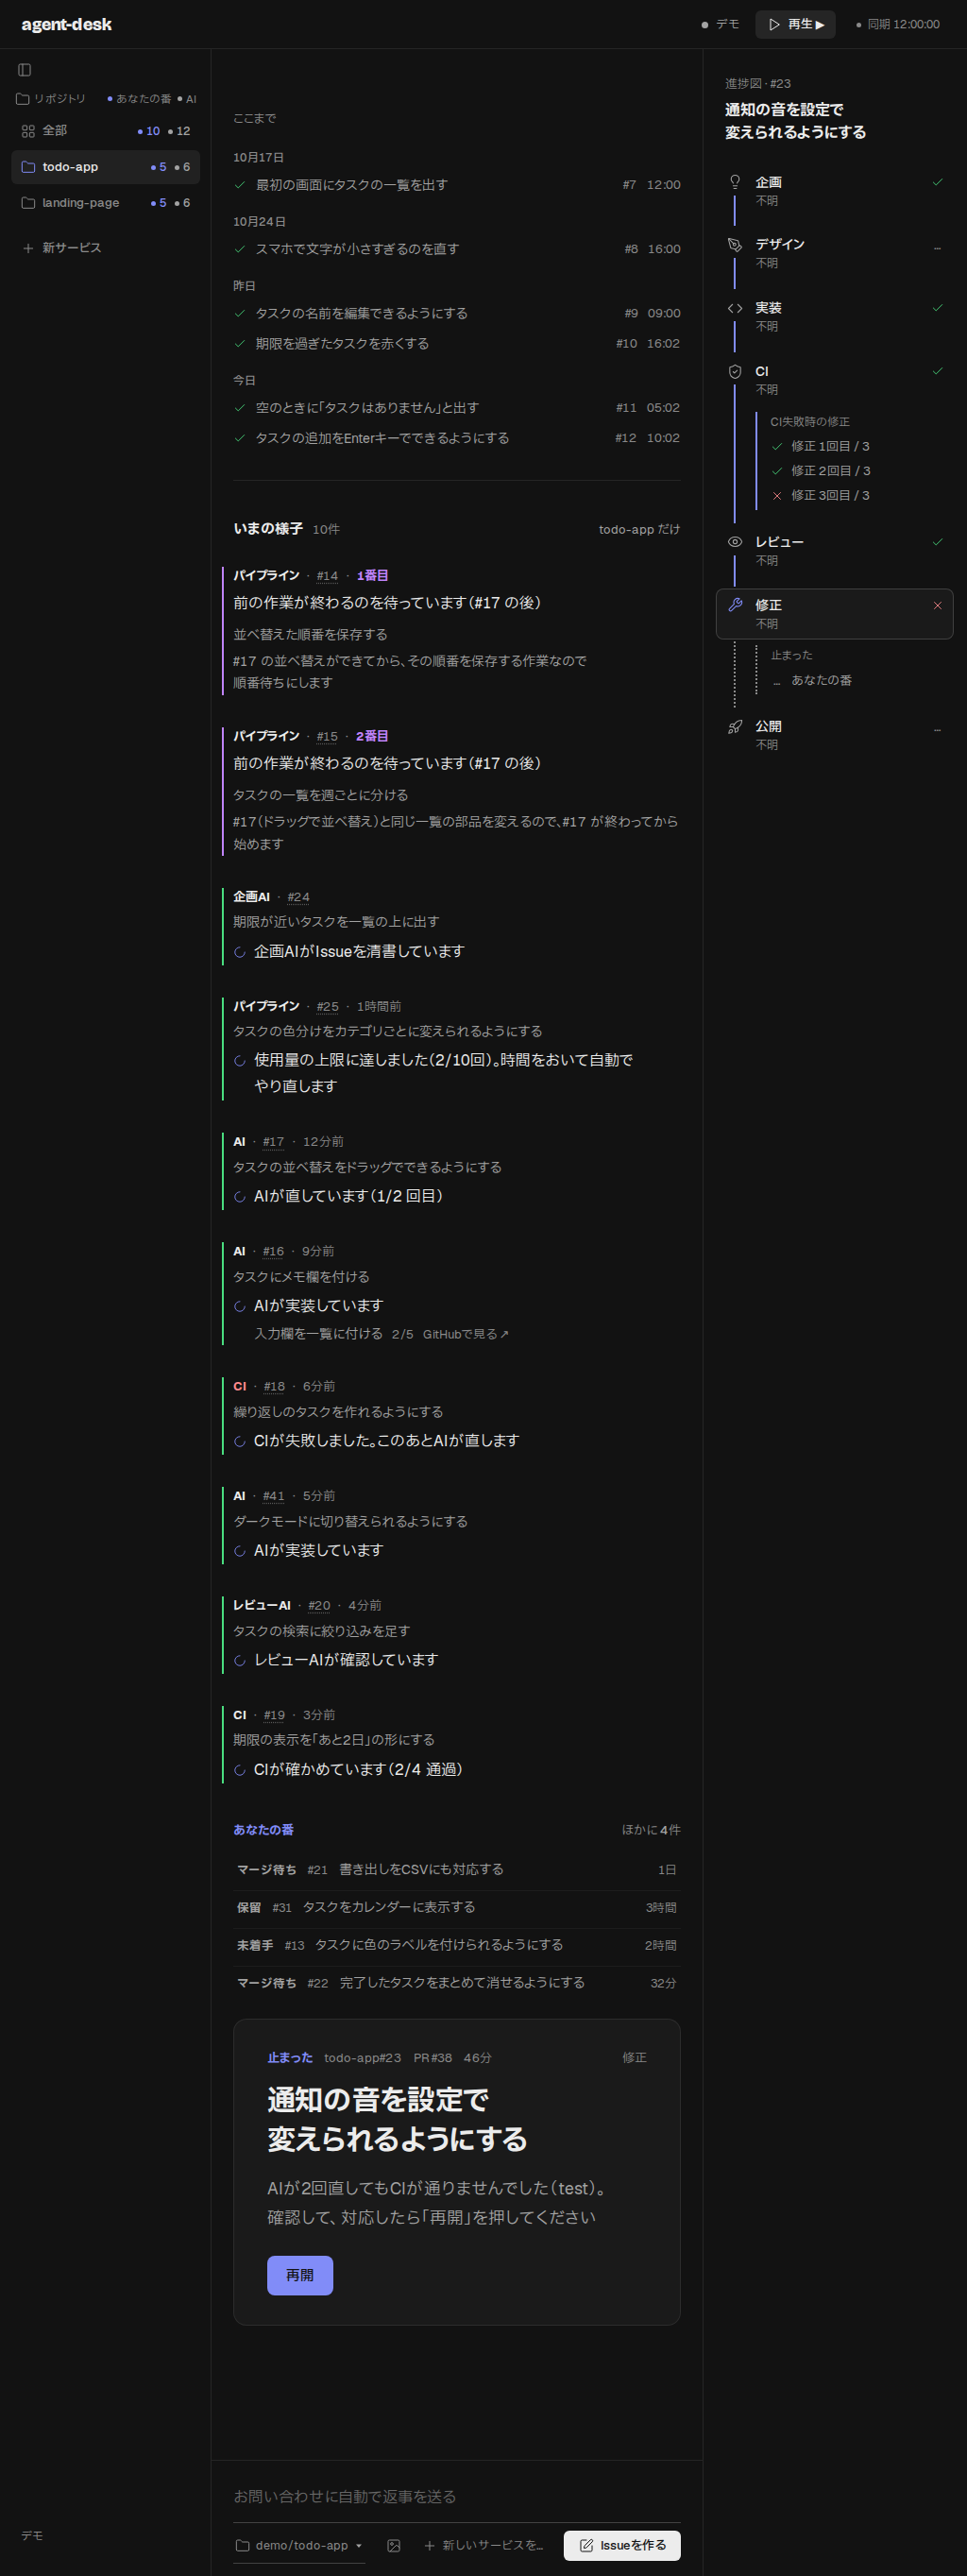 agent-desk
デモ
再生 ▶
同期 12:00:00
リポジトリ
あなたの番 AI
全部 10 12
todo-app 5 6
landing-page 5 6
新サービス
デモ
ここまで
10月17日
最初の画面にタスクの一覧を出す #7 12:00
10月24日
スマホで文字が小さすぎるのを直す #8 16:00
昨日
タスクの名前を編集できるようにする #9 09:00
期限を過ぎたタスクを赤くする #10 16:02
今日
空のときに「タスクはありません」と出す #11 05:02
タスクの追加をEnterキーでできるようにする #12 10:02
いまの様子 10件 todo-app だけ
パイプライン · #14 · 1番目
前の作業が終わるのを待っています（#17 の後）
並べ替えた順番を保存する
#17 の並べ替えができてから、その順番を保存する作業なので
順番待ちにします
パイプライン · #15 · 2番目
前の作業が終わるのを待っています（#17 の後）
タスクの一覧を週ごとに分ける
#17（ドラッグで並べ替え）と同じ一覧の部品を変えるので、#17 が終わってから
始めます
企画AI · #24
期限が近いタスクを一覧の上に出す
企画AIがIssueを清書しています
パイプライン · #25 · 1時間前
タスクの色分けをカテゴリごとに変えられるようにする
使用量の上限に達しました（2/10回）。時間をおいて自動で
やり直します
AI · #17 · 12分前
タスクの並べ替えをドラッグでできるようにする
AIが直しています（1/2 回目）
AI · #16 · 9分前
タスクにメモ欄を付ける
AIが実装しています
入力欄を一覧に付ける 2/5 GitHubで見る ↗
CI · #18 · 6分前
繰り返しのタスクを作れるようにする
CIが失敗しました。このあとAIが直します
AI · #41 · 5分前
ダークモードに切り替えられるようにする
AIが実装しています
レビューAI · #20 · 4分前
タスクの検索に絞り込みを足す
レビューAIが確認しています
CI · #19 · 3分前
期限の表示を「あと2日」の形にする
CIが確かめています（2/4 通過）
あなたの番 ほかに 4件
マージ待ち #21 書き出しをCSVにも対応する 1日
保留 #31 タスクをカレンダーに表示する 3時間
未着手 #13 タスクに色のラベルを付けられるようにする 2時間
マージ待ち #22 完了したタスクをまとめて消せるようにする 32分
止まった todo-app#23 PR#38 46分 修正
通知の音を設定で
変えられるようにする
AIが2回直してもCIが通りませんでした（test）。
確認して、対応したら「再開」を押してください
再開
お問い合わせに自動で返事を送る
demo/todo-app
新しいサービスを…
Issueを作る
進捗図 · #23
通知の音を設定で
変えられるようにする
企画
不明
デザイン …
不明
実装
不明
CI
不明
CI失敗時の修正
修正 1回目 / 3
修正 2回目 / 3
修正 3回目 / 3
レビュー
不明
修正
不明
止まった
… あなたの番
公開 …
不明